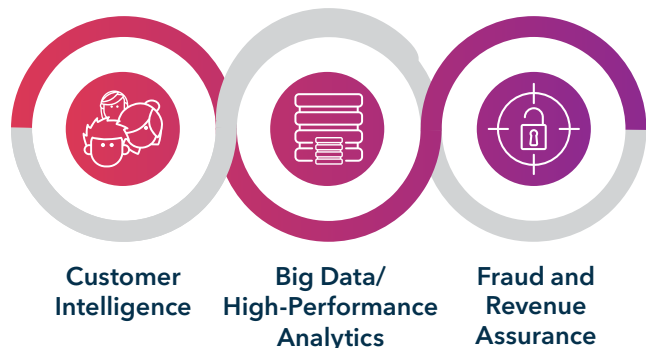 Customer
Intelligence
Big Data/
High-Performance
Analytics
Fraud and
Revenue
Assurance